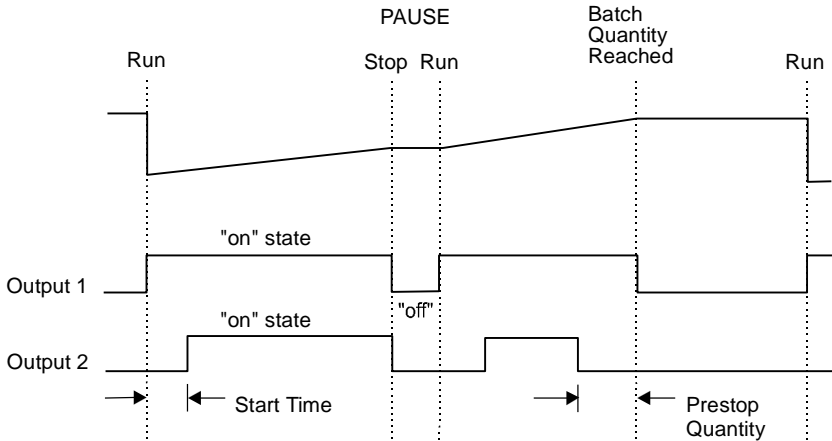 PAUSE
Batch
Quantity
Reached
Run
Stop
Run
Run
"on" state
Output 1
"off"
"on" state
Output 2
Start Time
Prestop
Quantity